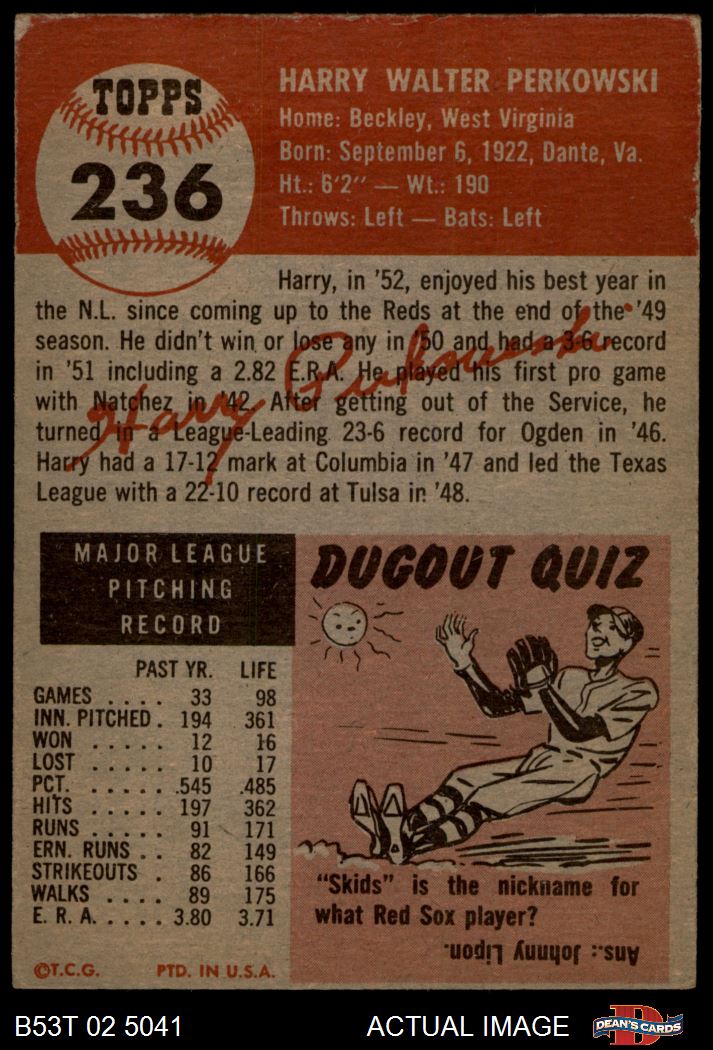 TOPPS
236
HARRY WALTER PERKOWSKI
Home: Beckley, West Virginia
Born: September 6, 1922, Dante, Va.
Ht.: 6'2" — Wt.: 190
Throws: Left — Bats: Left
Harry, in '52, enjoyed his best year in
the N.L. since coming up to the Reds at the end of the '49
season. He didn't win or lose any in '50 and had a 3-6 record
in '51 including a 2.82 E.R.A. He played his first pro game
with Natchez in '42. After getting out of the Service, he
turned in a League-Leading 23-6 record for Ogden in '46.
Harry had a 17-12 mark at Columbia in '47 and led the Texas
League with a 22-10 record at Tulsa in '48.
Harry Perkowski
MAJOR LEAGUE
PITCHING
RECORD
PAST YR. LIFE
GAMES . . . . 33 98
INN. PITCHED . 194 361
WON . . . . . 12 16
LOST . . . . . 10 17
PCT. . . . . . .545 .485
HITS . . . . . 197 362
RUNS . . . . . 91 171
ERN. RUNS . . 82 149
STRIKEOUTS . 86 166
WALKS . . . . 89 175
E. R. A. . . . . 3.80 3.71
©T.C.G. PTD. IN U.S.A.
DUGOUT QUIZ
"Skids" is the nickname for
what Red Sox player?
Ans.: Johnny Lipon.
B53T 02 5041 ACTUAL IMAGE
D
DEAN'S CARDS